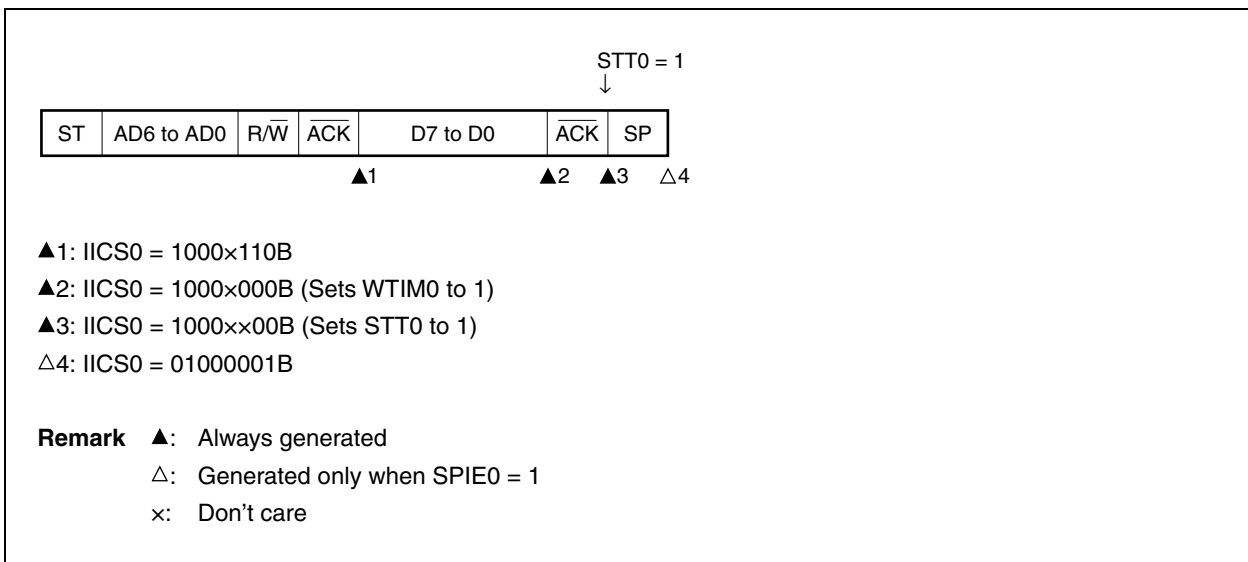 STT0 = 1
↓
ST AD6 to AD0 R/W̅ A̅C̅K̅ D7 to D0 A̅C̅K̅ SP
▲1 ▲2 ▲3 △4
▲1: IICS0 = 1000×110B
▲2: IICS0 = 1000×000B (Sets WTIM0 to 1)
▲3: IICS0 = 1000××00B (Sets STT0 to 1)
△4: IICS0 = 01000001B
Remark ▲: Always generated
△: Generated only when SPIE0 = 1
×: Don't care